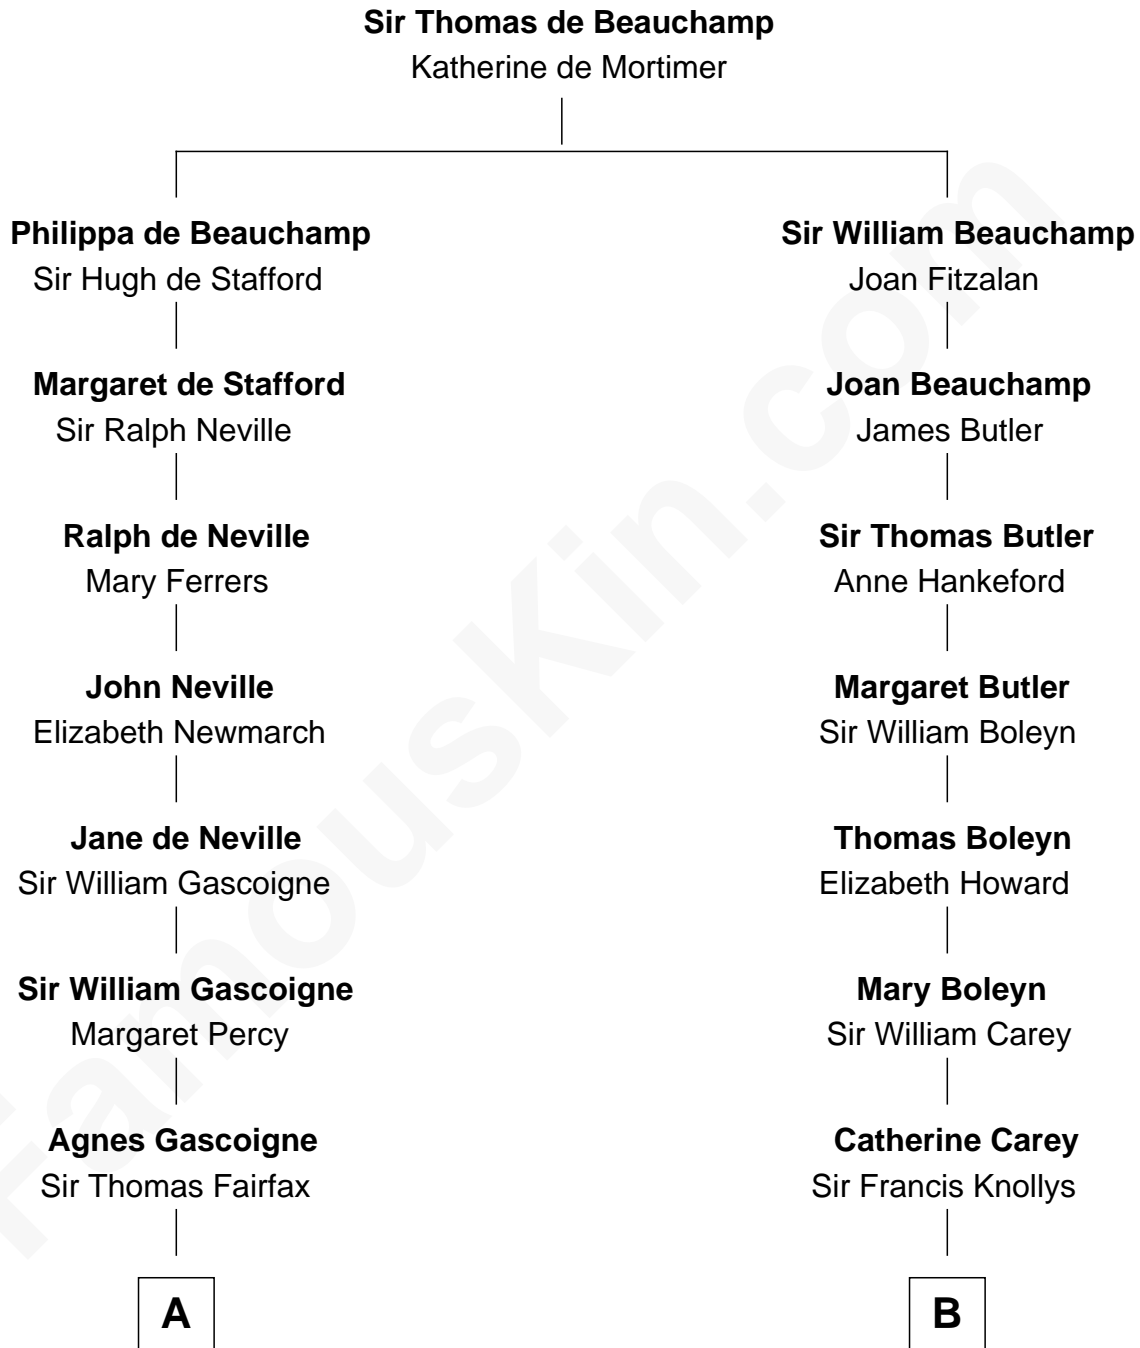 Sir Thomas de Beauchamp
Katherine de Mortimer
Philippa de Beauchamp
Sir Hugh de Stafford
Margaret de Stafford
Sir Ralph Neville
Ralph de Neville
Mary Ferrers
John Neville
Elizabeth Newmarch
Jane de Neville
Sir William Gascoigne
Sir William Gascoigne
Margaret Percy
Agnes Gascoigne
Sir Thomas Fairfax
A
Sir William Beauchamp
Joan Fitzalan
Joan Beauchamp
James Butler
Sir Thomas Butler
Anne Hankeford
Margaret Butler
Sir William Boleyn
Thomas Boleyn
Elizabeth Howard
Mary Boleyn
Sir William Carey
Catherine Carey
Sir Francis Knollys
B
FamousKin.com